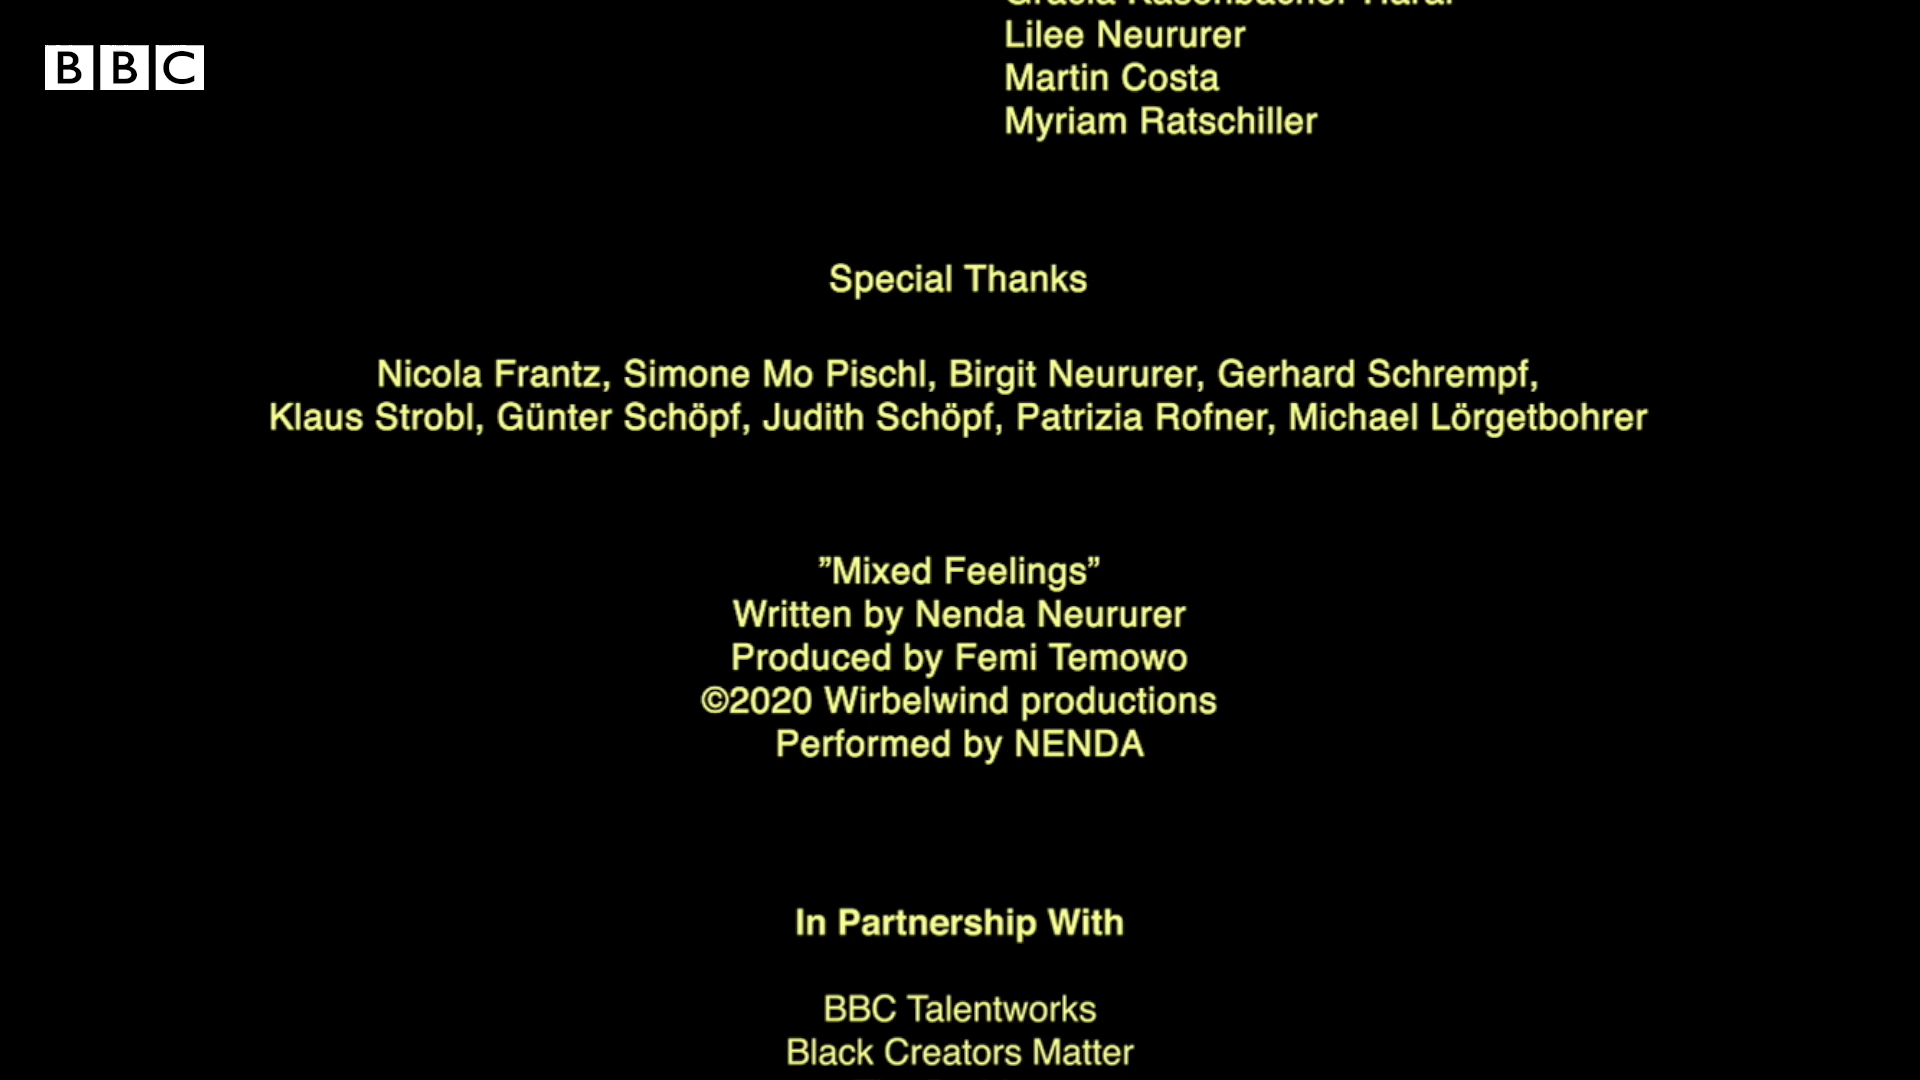 BBC
Lilee Neururer
Martin Costa
Myriam Ratschiller
Special Thanks
Nicola Frantz, Simone Mo Pischl, Birgit Neururer, Gerhard Schrempf,
Klaus Strobl, Günter Schöpf, Judith Schöpf, Patrizia Rofner, Michael Lörgetbohrer
”Mixed Feelings”
Written by Nenda Neururer
Produced by Femi Temowo
©2020 Wirbelwind productions
Performed by NENDA
In Partnership With
BBC Talentworks
Black Creators Matter